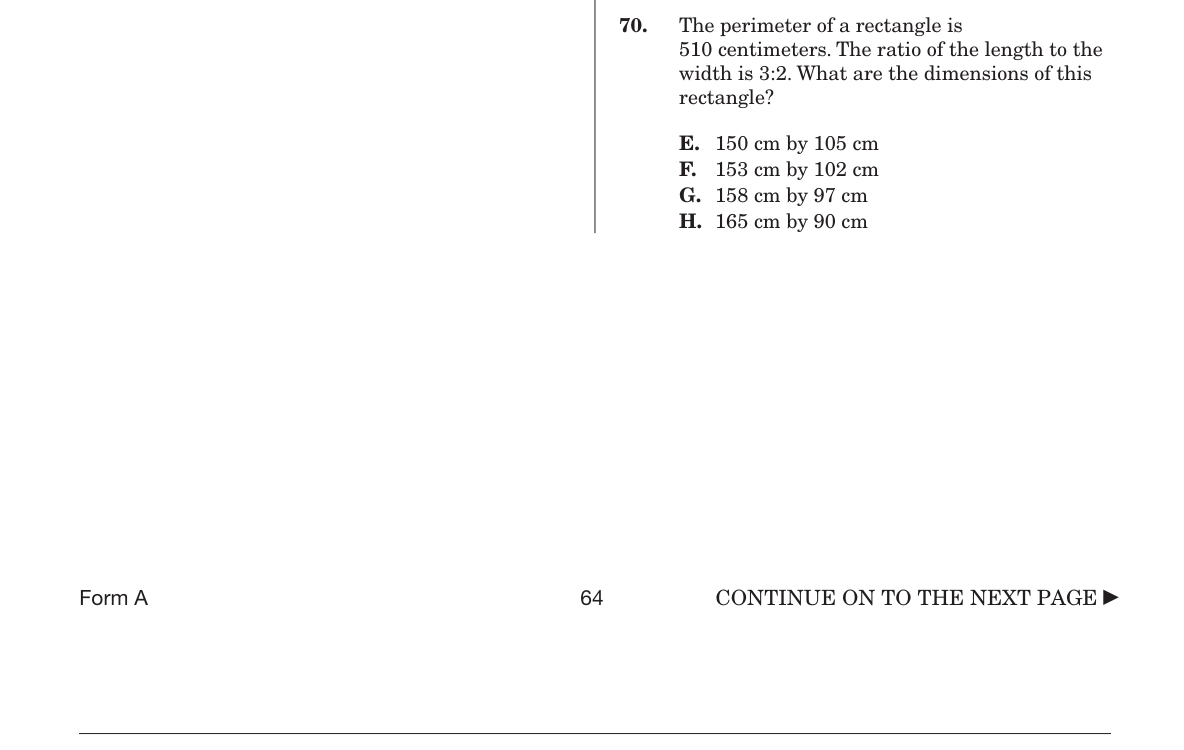 70. The perimeter of a rectangle is
510 centimeters. The ratio of the length to the
width is 3:2. What are the dimensions of this
rectangle?
E. 150 cm by 105 cm
F. 153 cm by 102 cm
G. 158 cm by 97 cm
H. 165 cm by 90 cm
Form A 64 CONTINUE ON TO THE NEXT PAGE ►